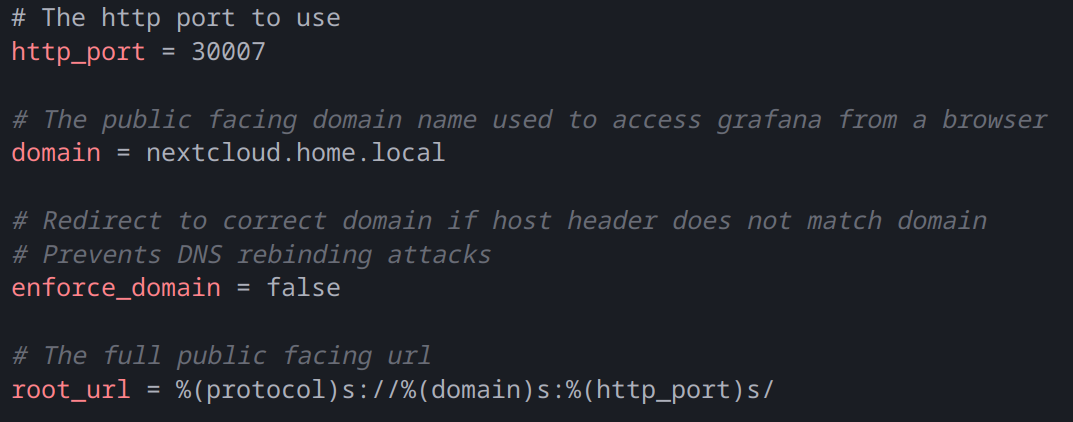 # The http port to use
http_port = 30007
# The public facing domain name used to access grafana from a browser
domain = nextcloud.home.local
# Redirect to correct domain if host header does not match domain
# Prevents DNS rebinding attacks
enforce_domain = false
# The full public facing url
root_url = %(protocol)s://%(domain)s:%(http_port)s/